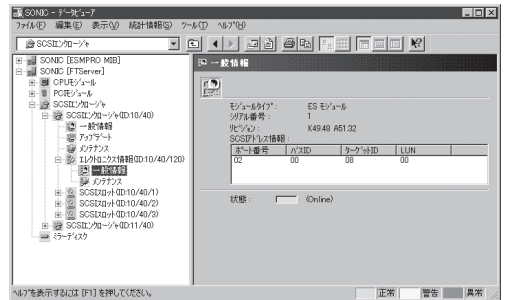 SONIC - データビューア
ファイル(F) 編集(E) 表示(V) 統計情報(S) ツール(T) ヘルプ(H)
SCSIエンクロージャ
SONIC [ESMPRO MIB]
SONIC [FTServer]
CPUモジュール
PCIモジュール
SCSIエンクロージャ
SCSIエンクロージャ(ID:10/40)
一般情報
アップデート
メンテナンス
エレクトロニクス情報(ID:10/40/120)
一般情報
メンテナンス
SCSIスロット(ID:10/40/1)
SCSIスロット(ID:10/40/2)
SCSIスロット(ID:10/40/3)
SCSIエンクロージャ(ID:11/40)
ミラーディスク
一般情報
モジュールタイプ: ES モジュール
シリアル番号: 1
リビジョン: K49.48 A51.32
SCSIアドレス情報:
ポート番号 バスID ターゲットID LUN
02 00 08 00
状態: (Online)
ヘルプを表示するには [F1] を押してください。
正常 警告 異常